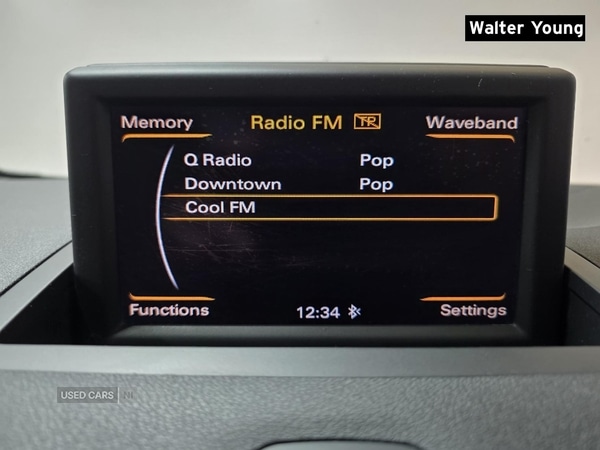 Walter Young
Memory Radio FM TP Waveband
Q Radio Pop
Downtown Pop
Cool FM
Functions 12:34 Settings
USED CARS NI